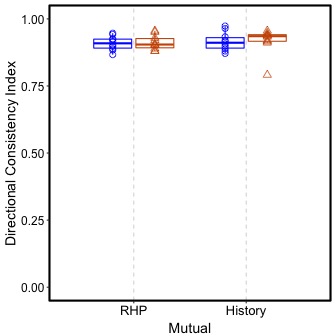 1.00
0.75
0.50
0.25
0.00
Directional Consistency Index
RHP History
Mutual